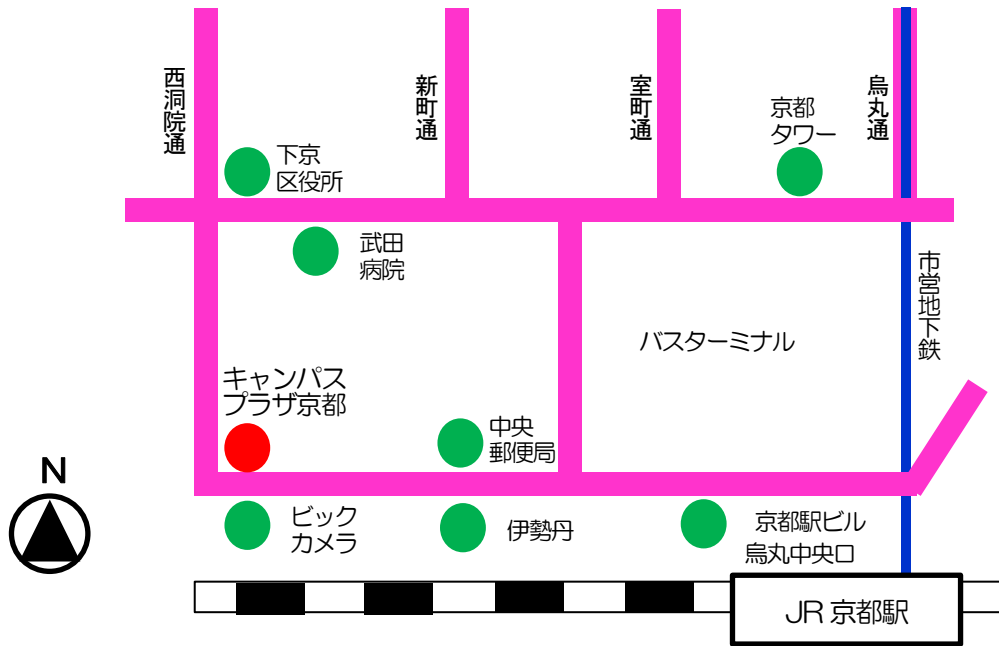 西洞院通
新町通
室町通
京都
タワー
烏丸通
下京
区役所
武田
病院
市営地下鉄
バスターミナル
キャンパス
プラザ京都
中央
郵便局
N
ビック
カメラ
伊勢丹
京都駅ビル
烏丸中央口
JR 京都駅